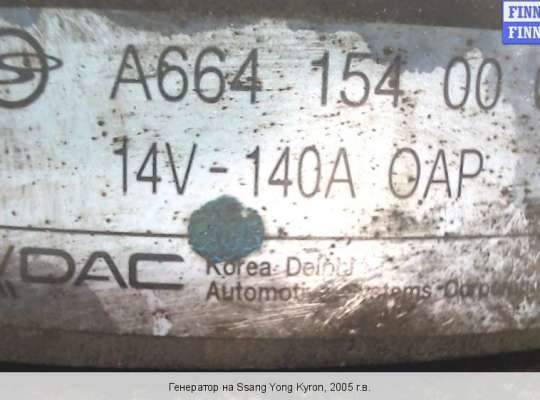 FINN
FINN
A664 154 00
14V-140A OAP
DAC
Korea Delphi
Automotive Systems Corporation
Генератор на Ssang Yong Kyron, 2005 г.в.